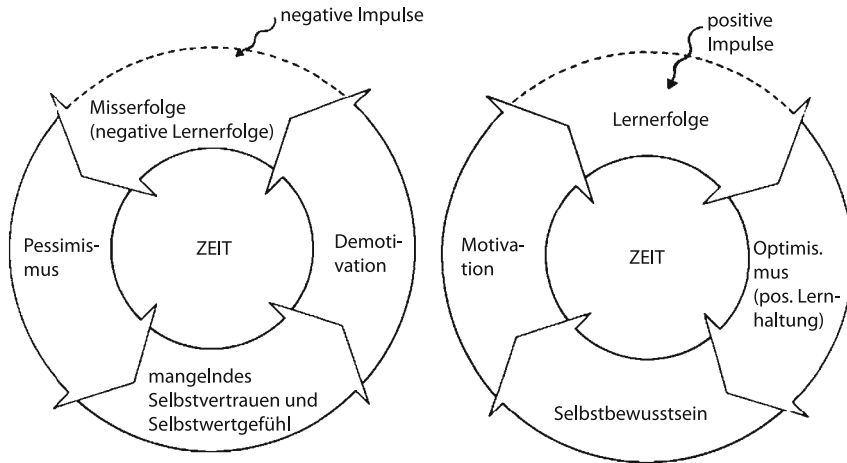 negative Impulse
Misserfolge
(negative Lernerfolge)
Pessimis-
mus
ZEIT
Demoti-
vation
mangelndes
Selbstvertrauen und
Selbstwertgefühl
positive
Impulse
Lernerfolge
Motiva-
tion
ZEIT
Optimis.
mus
(pos. Lern-
haltung)
Selbstbewusstsein